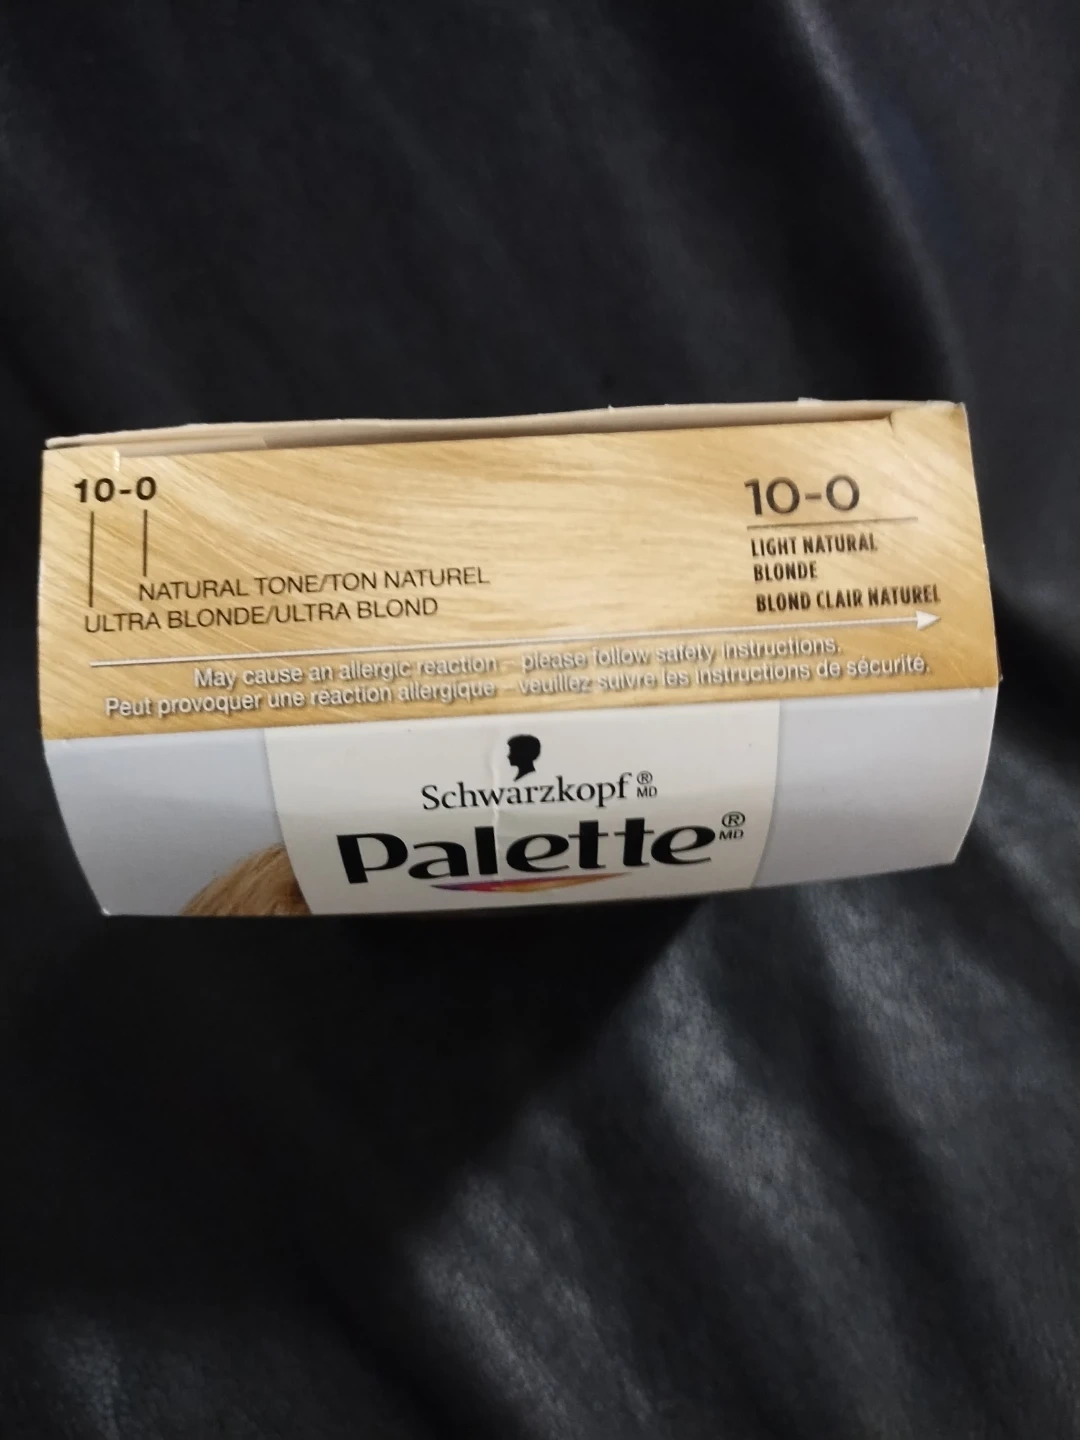 10-0
NATURAL TONE/TON NATUREL
ULTRA BLONDE/ULTRA BLOND
10-0
LIGHT NATURAL
BLONDE
BLOND CLAIR NATUREL
May cause an allergic reaction – please follow safety instructions.
Peut provoquer une réaction allergique – veuillez suivre les instructions de sécurité.
Schwarzkopf ® MD
Palette ® MD